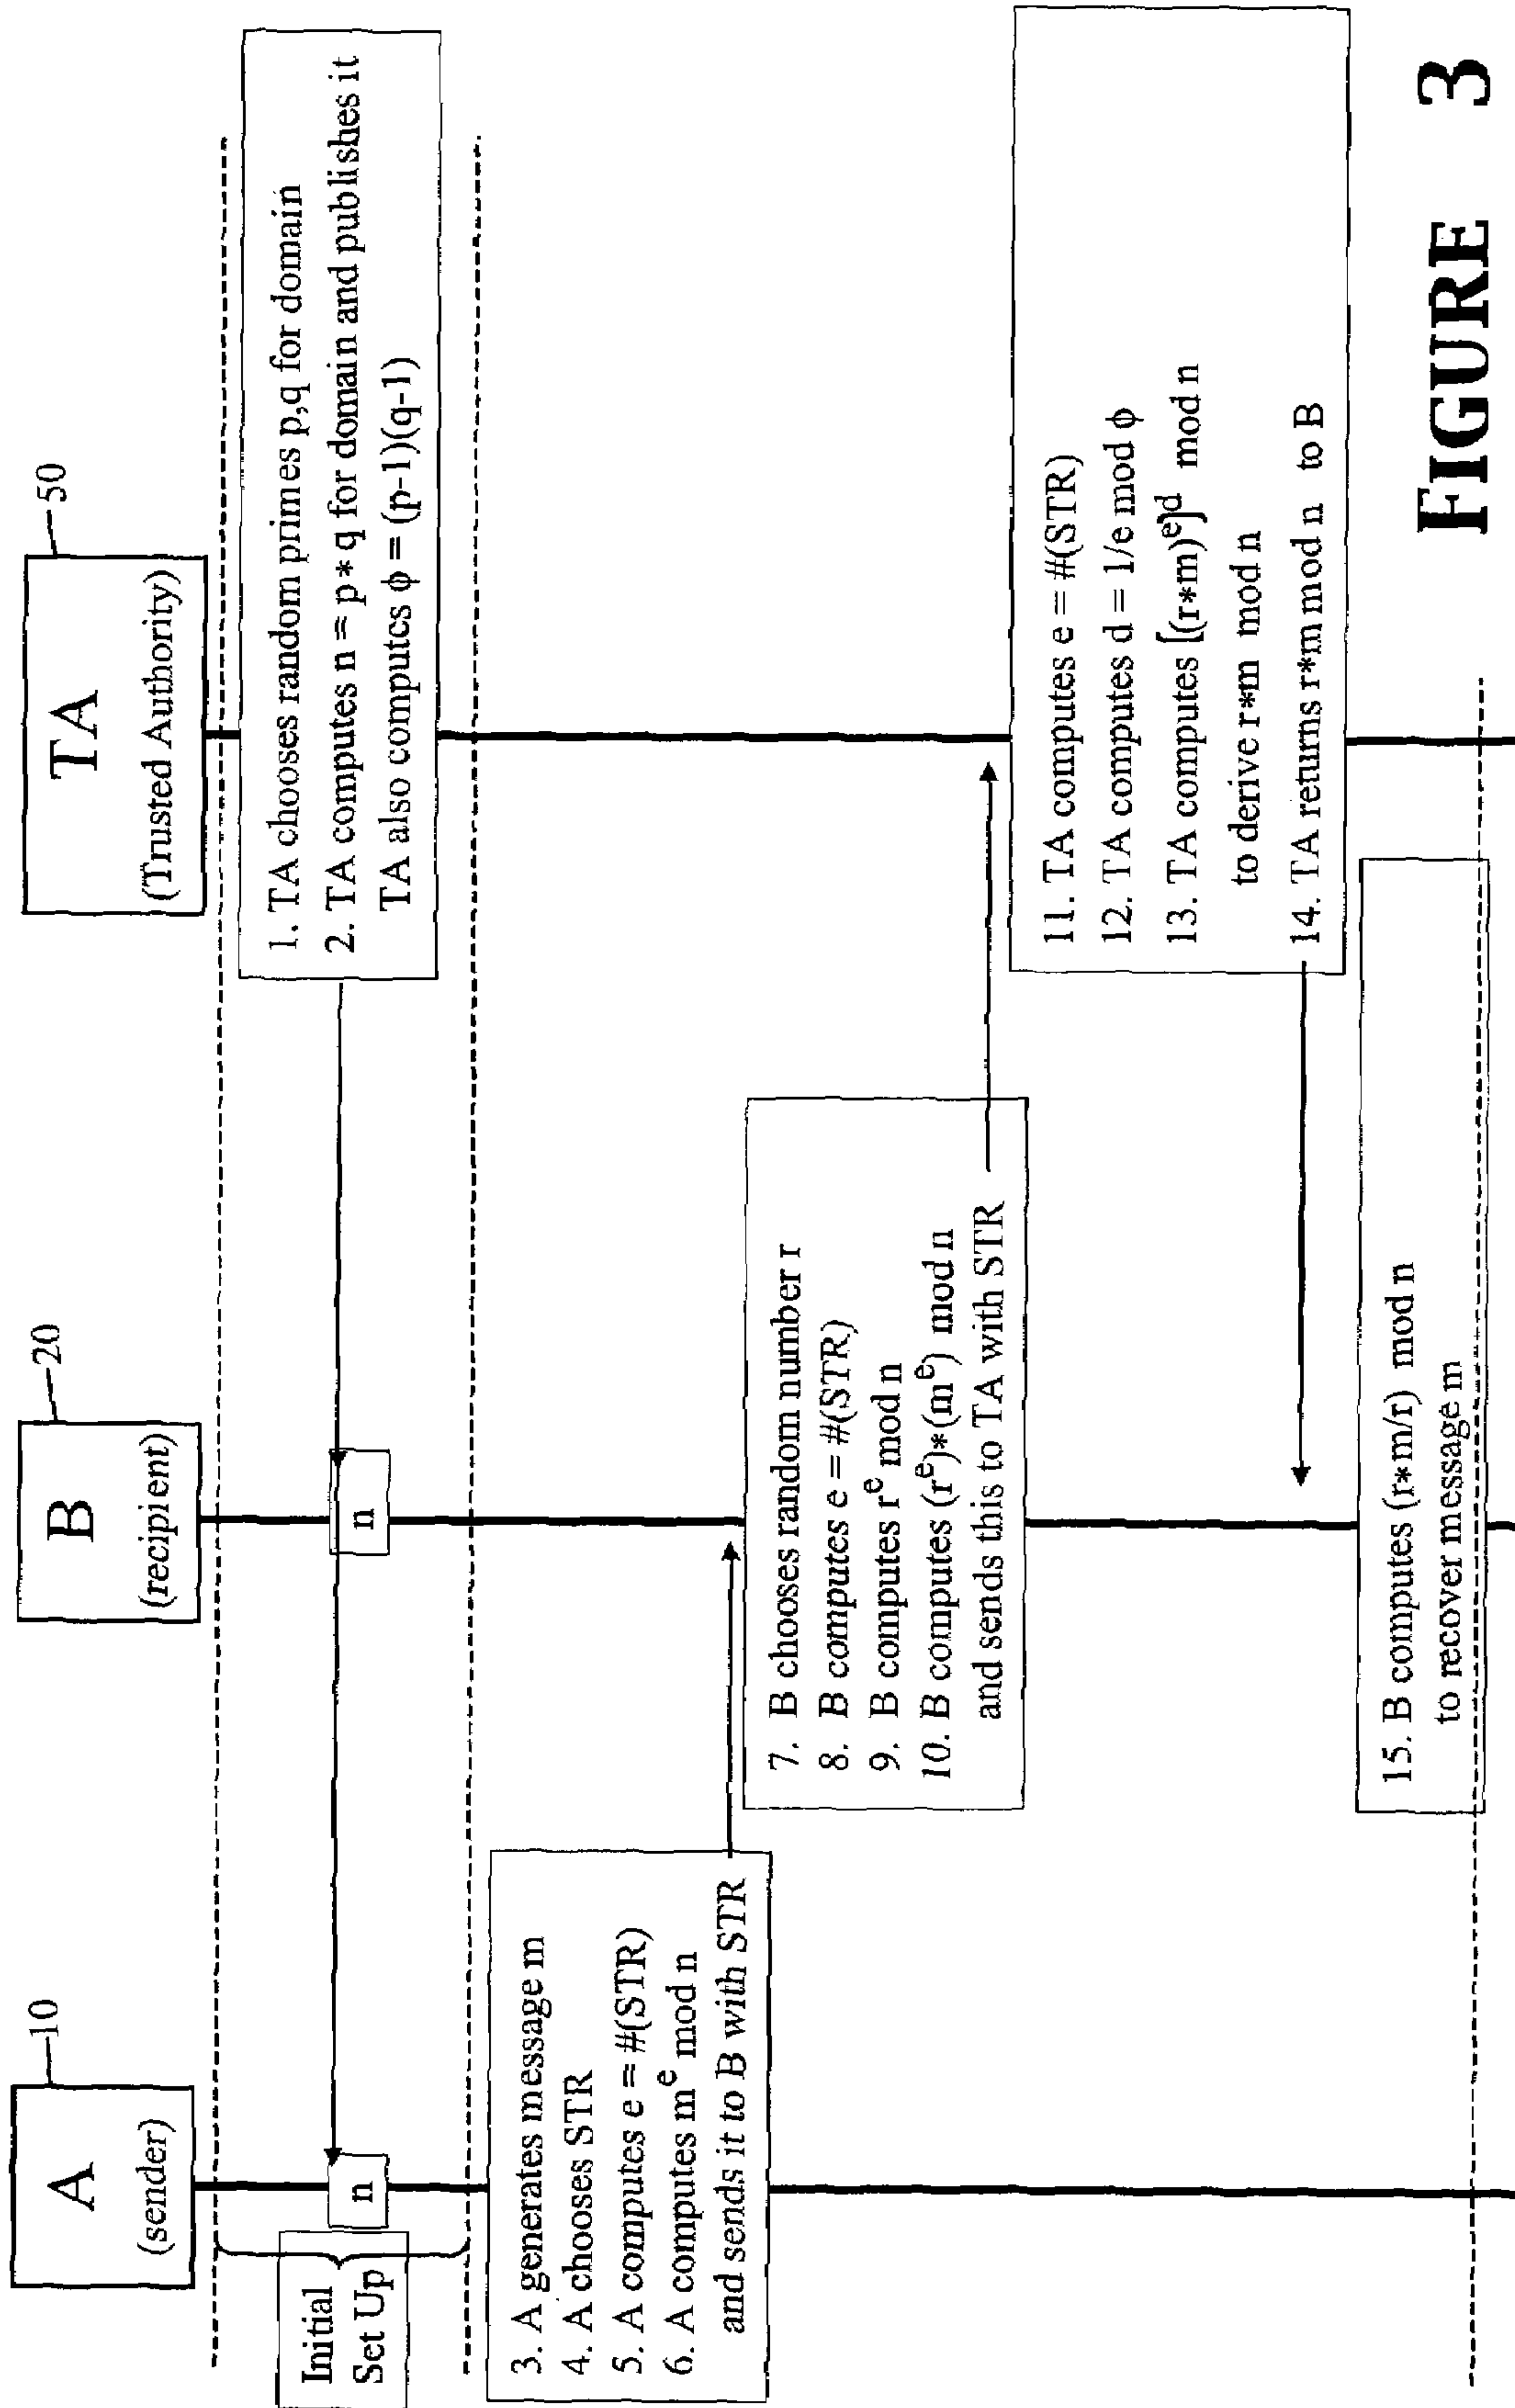 A
(sender)
10
B
(recipient)
20
TA
(Trusted Authority)
50
Initial
Set Up
n
n
1. TA chooses random primes p,q for domain
2. TA computes n = p * q for domain and publishes it
TA also computes ϕ = (p-1)(q-1)
3. A generates message m
4. A chooses STR
5. A computes e = #(STR)
6. A computes m^e mod n
and sends it to B with STR
7. B chooses random number r
8. B computes e = #(STR)
9. B computes r^e mod n
10. B computes (r^e)*(m^e) mod n
and sends this to TA with STR
11. TA computes e = #(STR)
12. TA computes d = 1/e mod ϕ
13. TA computes [(r*m)^e]^d mod n
to derive r*m mod n
14. TA returns r*m mod n to B
15. B computes (r*m/r) mod n
to recover message m
FIGURE 3